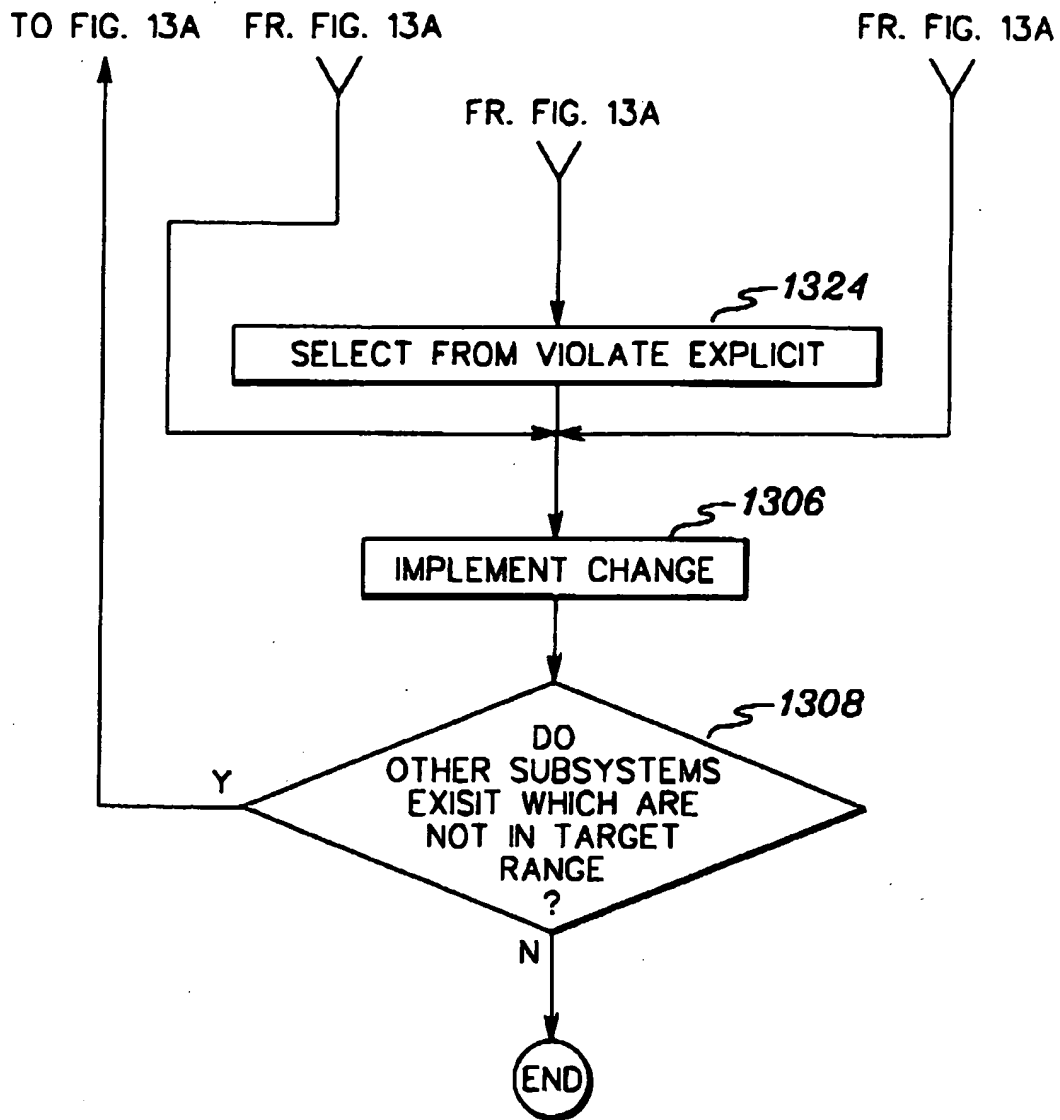 TO FIG. 13A FR. FIG. 13A FR. FIG. 13A
FR. FIG. 13A
1324
SELECT FROM VIOLATE EXPLICIT
1306
IMPLEMENT CHANGE
1308
DO
OTHER SUBSYSTEMS
EXISIT WHICH ARE
NOT IN TARGET
RANGE
?
Y
N
END